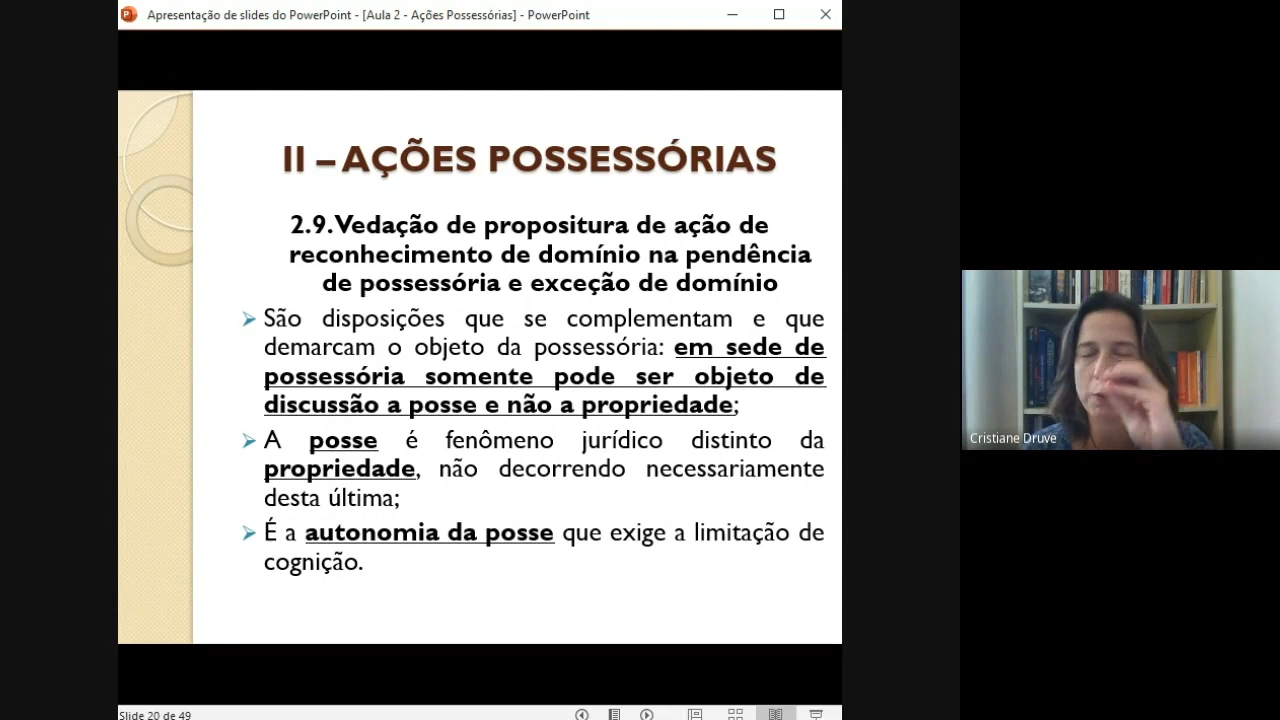 Apresentação de slides do PowerPoint - [Aula 2 - Ações Possessórias] - PowerPoint
II – AÇÕES POSSESSÓRIAS
2.9. Vedação de propositura de ação de
reconhecimento de domínio na pendência
de possessória e exceção de domínio
São disposições que se complementam e que
demarcam o objeto da possessória: em sede de
possessória somente pode ser objeto de
discussão a posse e não a propriedade;
A posse é fenômeno jurídico distinto da
propriedade, não decorrendo necessariamente
desta última;
É a autonomia da posse que exige a limitação de
cognição.
Cristiane Druve
Slide 20 de 49